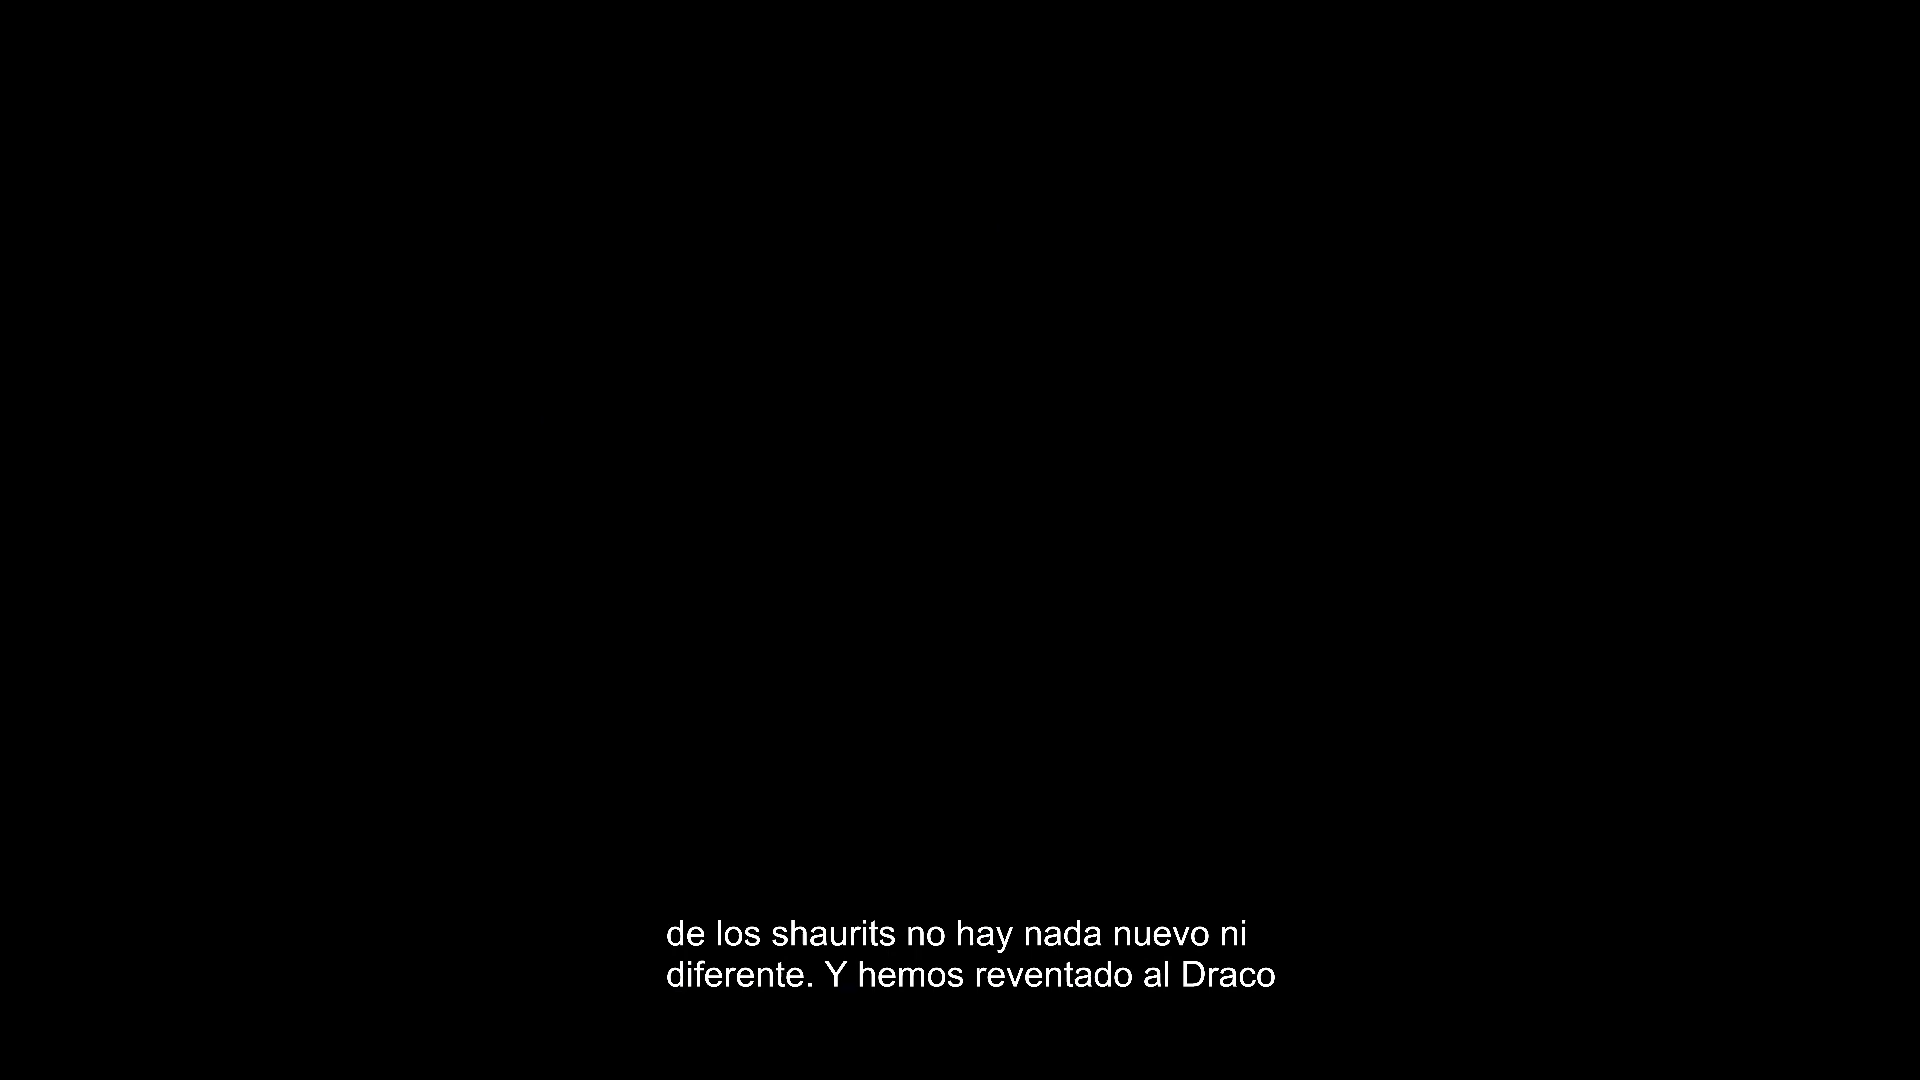 de los shaurits no hay nada nuevo ni
diferente. Y hemos reventado al Draco